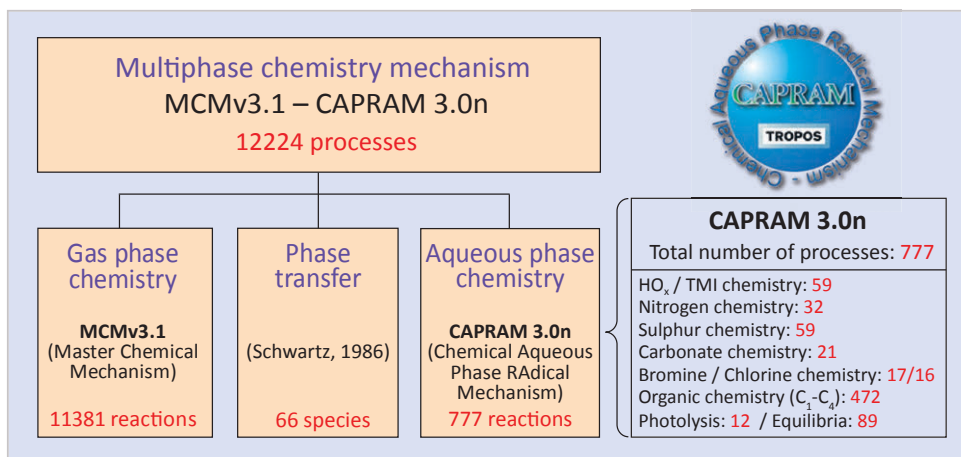 Multiphase chemistry mechanism
MCMv3.1 – CAPRAM 3.0n
12224 processes
Chemical Aqueous Phase Radical Mechanism -
CAPRAM
TROPOS
Gas phase
chemistry
MCMv3.1
(Master Chemical
Mechanism)
11381 reactions
Phase
transfer
(Schwartz, 1986)
66 species
Aqueous phase
chemistry
CAPRAM 3.0n
(Chemical Aqueous
Phase RAdical
Mechanism)
777 reactions
CAPRAM 3.0n
Total number of processes: 777
HOₓ / TMI chemistry: 59
Nitrogen chemistry: 32
Sulphur chemistry: 59
Carbonate chemistry: 21
Bromine / Chlorine chemistry: 17/16
Organic chemistry (C₁-C₄): 472
Photolysis: 12 / Equilibria: 89